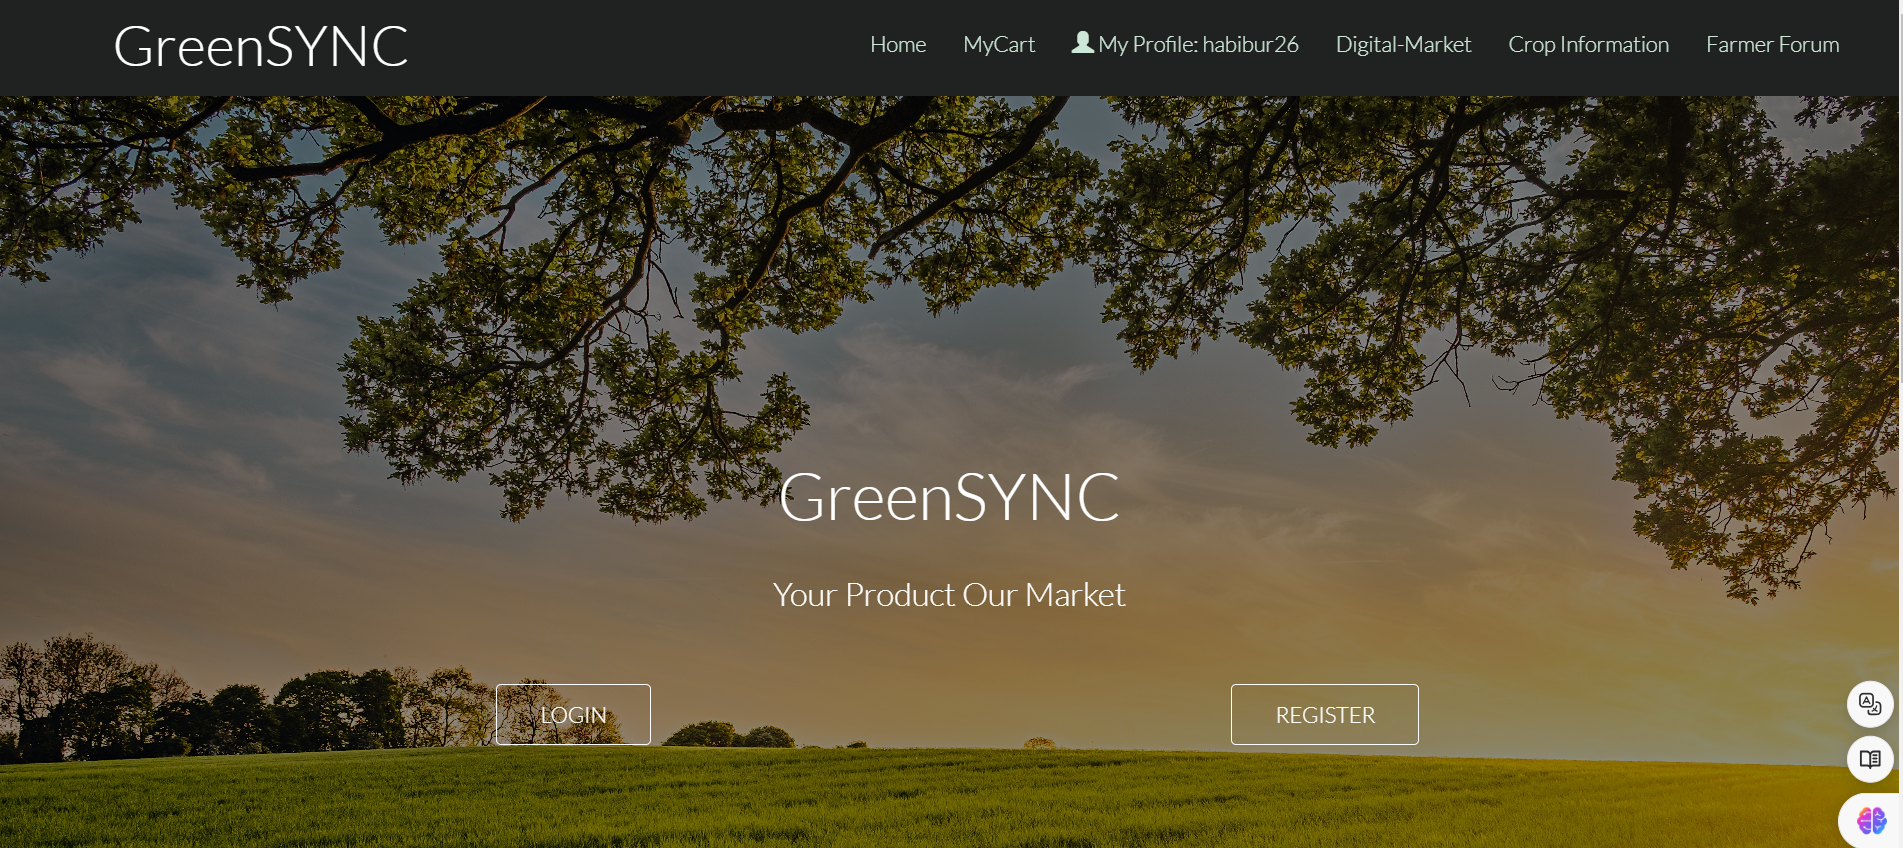 GreenSYNC
Home MyCart My Profile: habibur26 Digital-Market Crop Information Farmer Forum
GreenSYNC
Your Product Our Market
LOGIN REGISTER